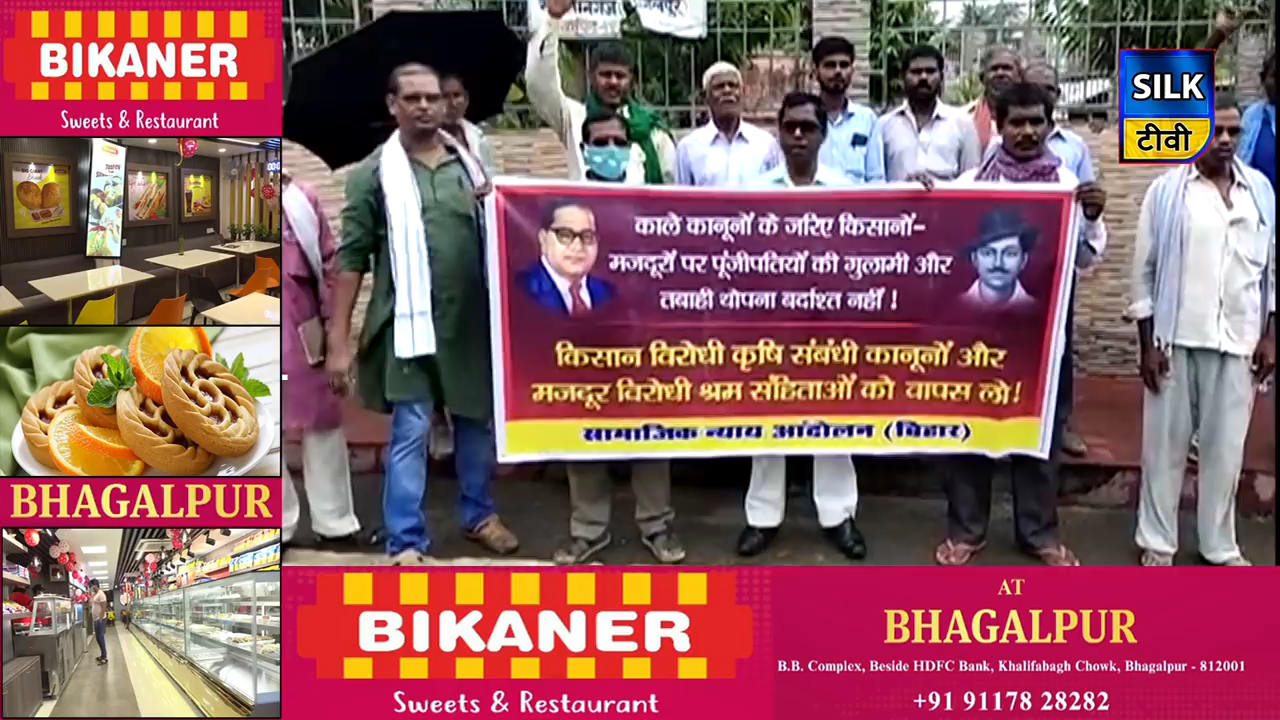 BIKANER
Sweets & Restaurant
BHAGALPUR
SILK
टीवी
काले कानूनों के जरिए किसानों-
मजदूरों पर पूंजीपतियों की गुलामी और
तबाही थोपना बर्दाश्त नहीं !
किसान विरोधी कृषि संबंधी कानूनों और
मजदूर विरोधी श्रम संहिताओं को वापस लो!
सामाजिक न्याय आंदोलन (बिहार)
BIKANER
Sweets & Restaurant
AT
BHAGALPUR
B.B. Complex, Beside HDFC Bank, Khalifabagh Chowk, Bhagalpur - 812001
+91 91178 28282